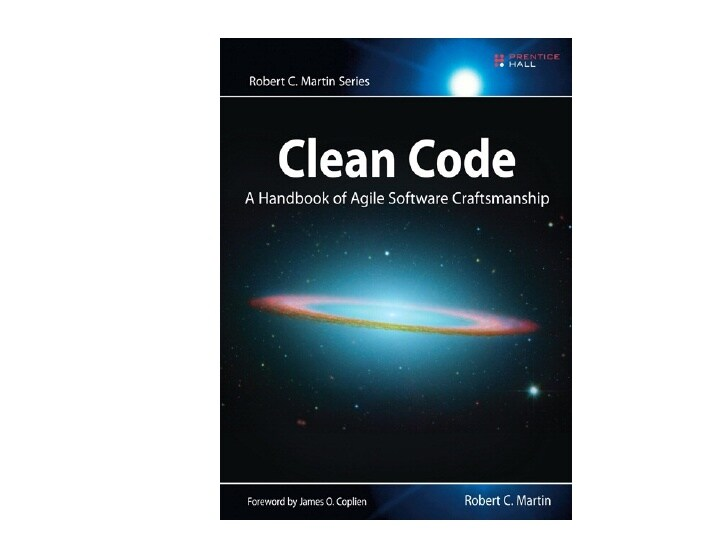 PRENTICE
HALL
Robert C. Martin Series
Clean Code
A Handbook of Agile Software Craftsmanship
Foreword by James O. Coplien
Robert C. Martin